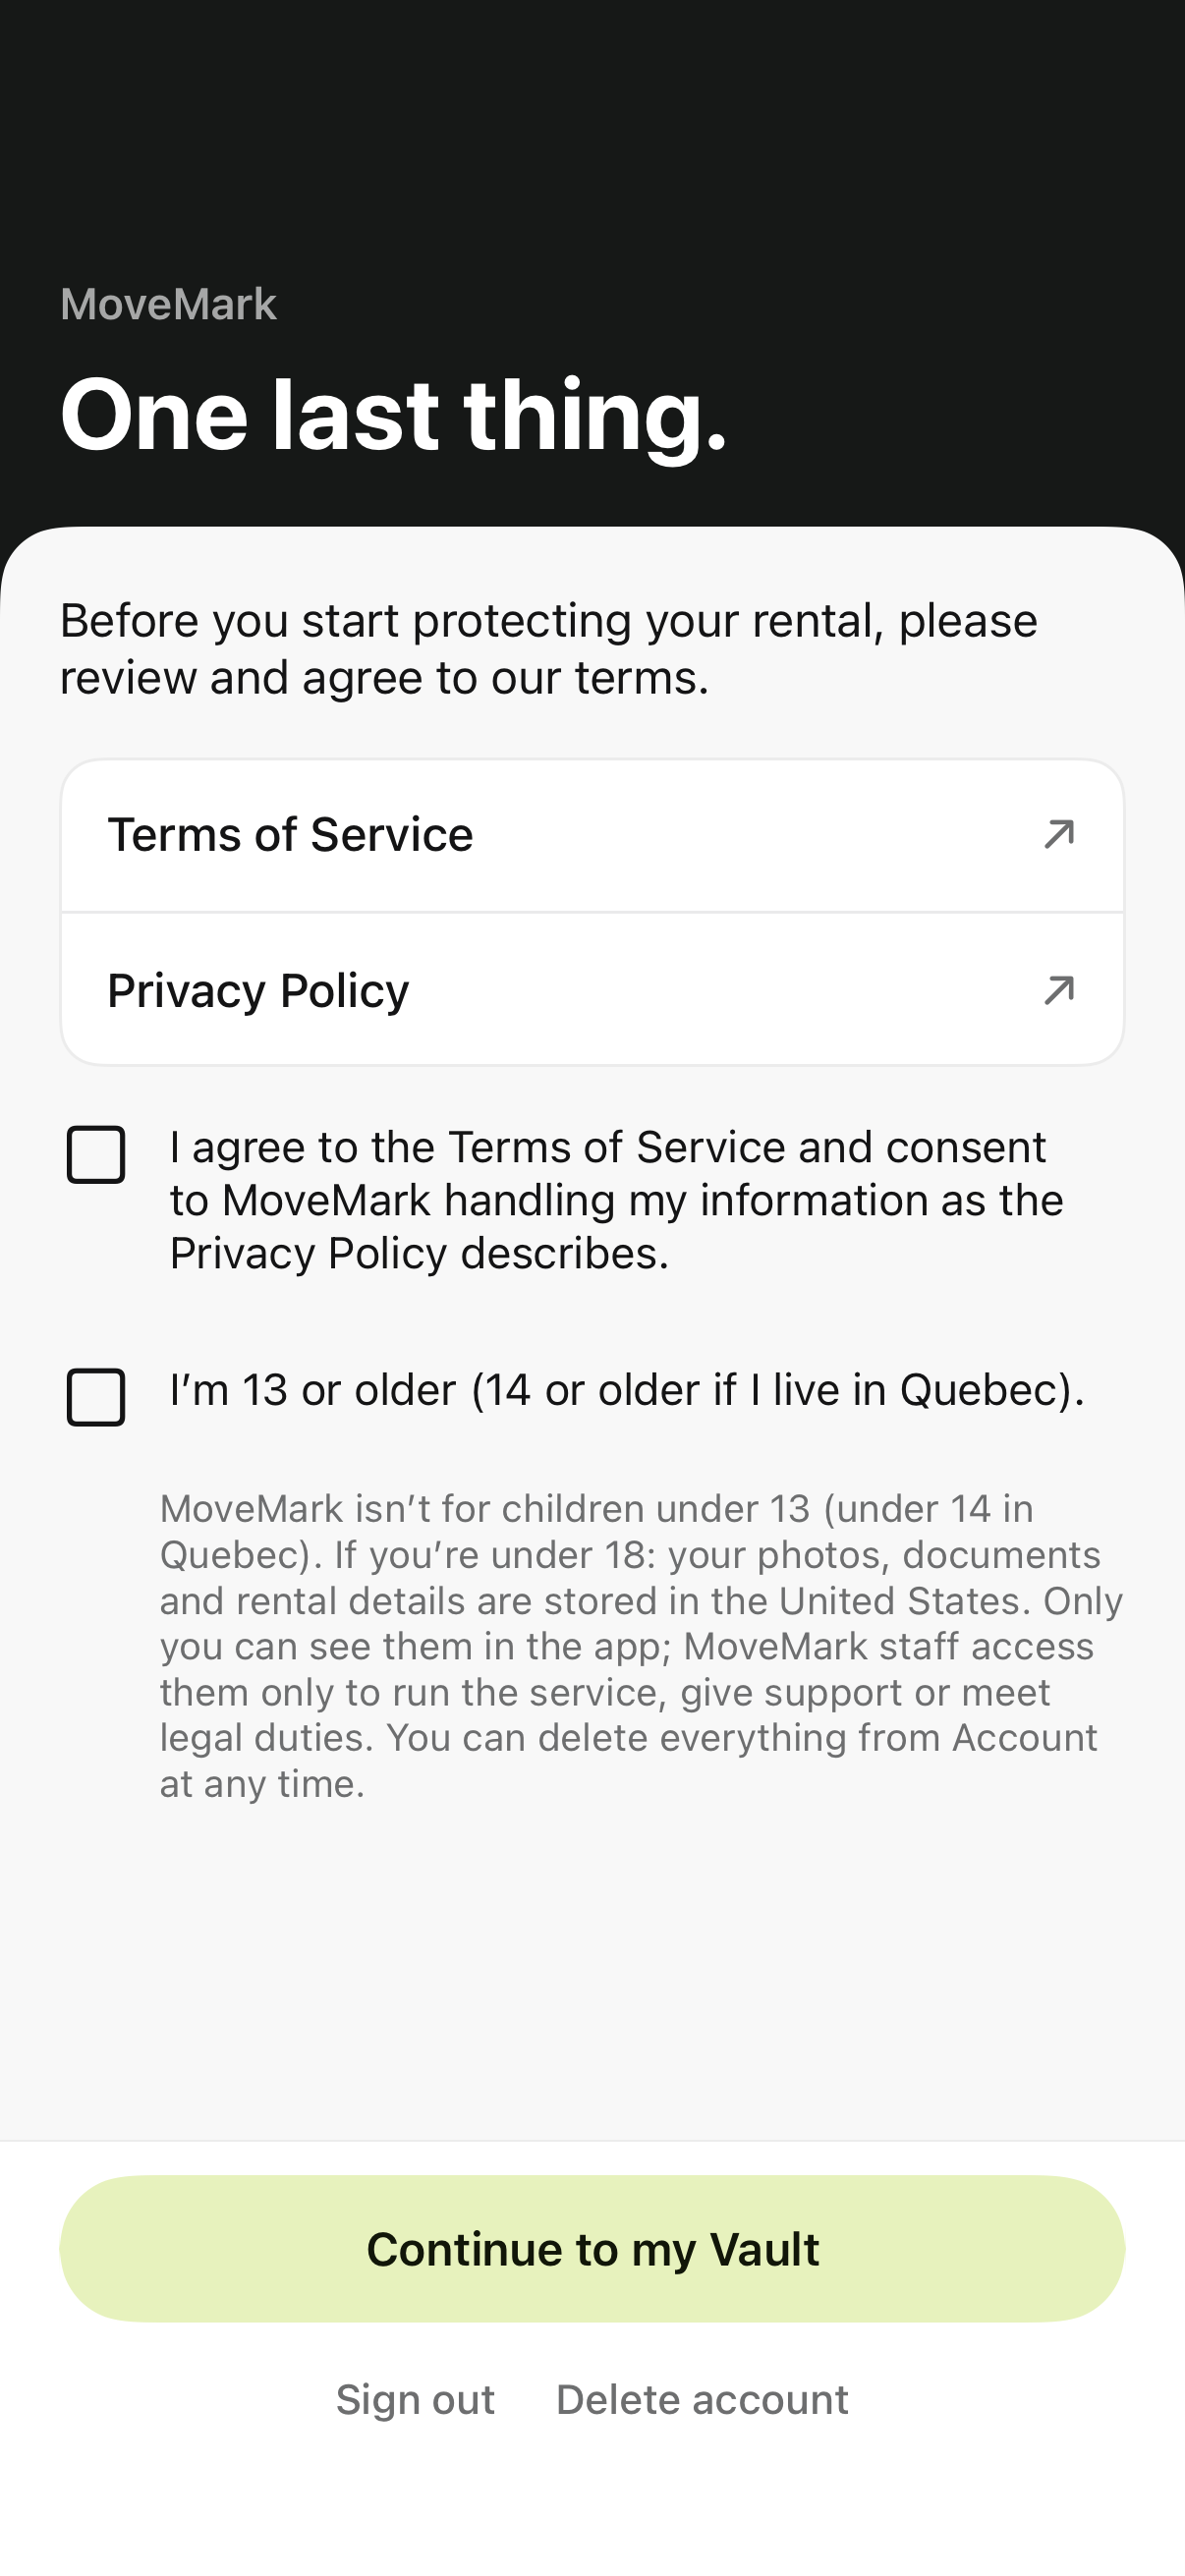 MoveMark
One last thing.
Before you start protecting your rental, please
review and agree to our terms.
Terms of Service
Privacy Policy
I agree to the Terms of Service and consent
to MoveMark handling my information as the
Privacy Policy describes.
I’m 13 or older (14 or older if I live in Quebec).
MoveMark isn’t for children under 13 (under 14 in
Quebec). If you’re under 18: your photos, documents
and rental details are stored in the United States. Only
you can see them in the app; MoveMark staff access
them only to run the service, give support or meet
legal duties. You can delete everything from Account
at any time.
Continue to my Vault
Sign out Delete account